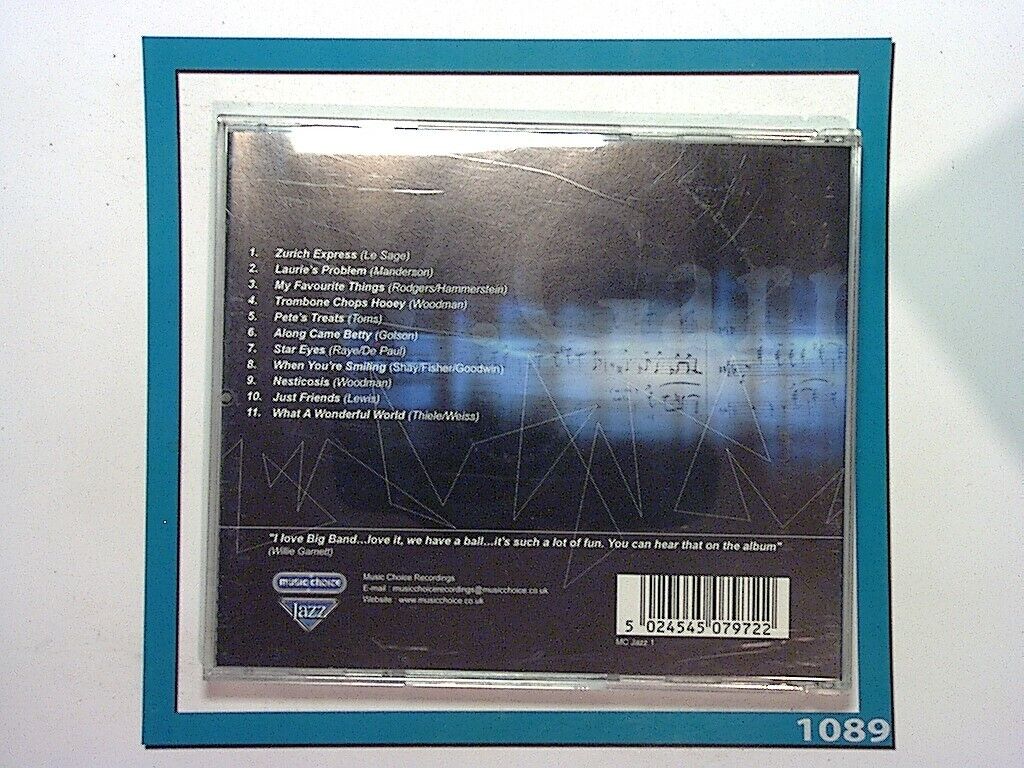 1. Zurich Express (Le Sage)
2. Laurie's Problem (Manderson)
3. My Favourite Things (Rodgers/Hammerstein)
4. Trombone Chops Hooey (Woodman)
5. Pete's Treats (Toms)
6. Along Came Betty (Golson)
7. Star Eyes (Raye/De Paul)
8. When You're Smiling (Shay/Fisher/Goodwin)
9. Nesticosis (Woodman)
10. Just Friends (Lewis)
11. What A Wonderful World (Thiele/Weiss)
"I love Big Band...love it, we have a ball...it's such a lot of fun. You can hear that on the album"
(Willie Garnett)
music choice
Jazz
Music Choice Recordings
E-mail : musicchoicerecordings@musicchoice.co.uk
Website : www.musicchoice.co.uk
5 024545 079722
MC Jazz 1
1089